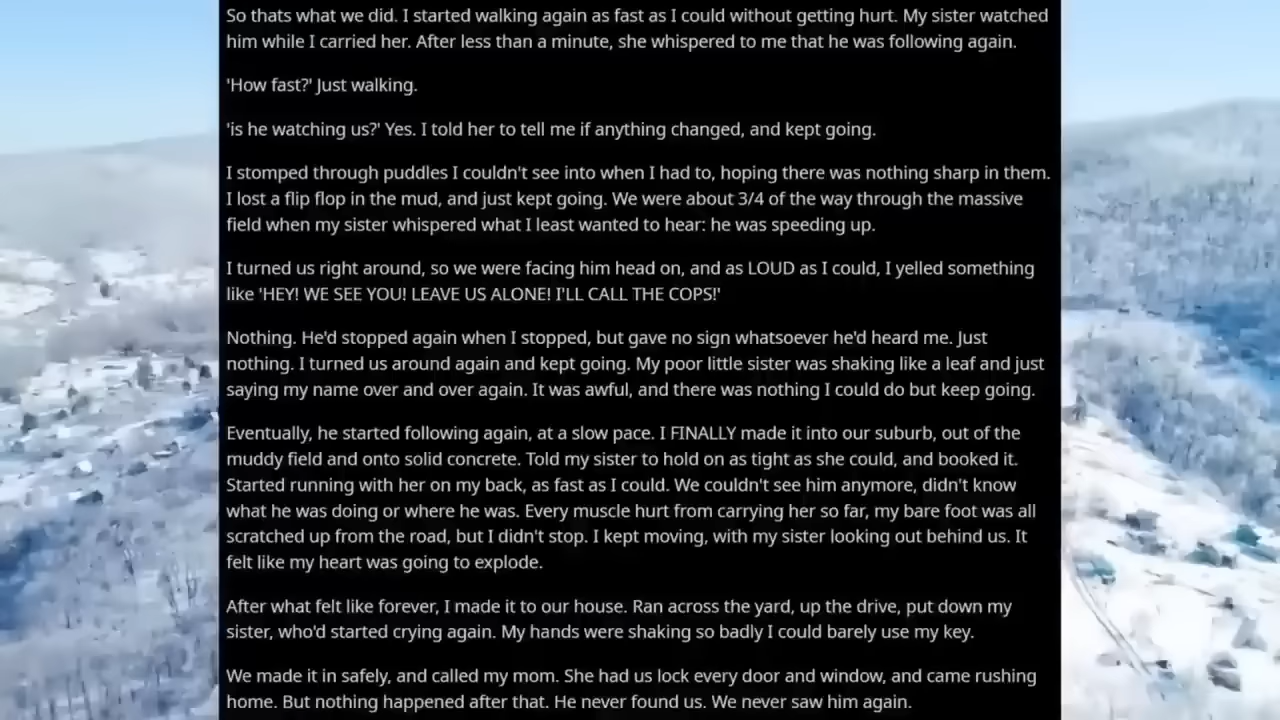 So thats what we did. I started walking again as fast as I could without getting hurt. My sister watched
him while I carried her. After less than a minute, she whispered to me that he was following again.
'How fast?' Just walking.
'is he watching us?' Yes. I told her to tell me if anything changed, and kept going.
I stomped through puddles I couldn't see into when I had to, hoping there was nothing sharp in them.
I lost a flip flop in the mud, and just kept going. We were about 3/4 of the way through the massive
field when my sister whispered what I least wanted to hear: he was speeding up.
I turned us right around, so we were facing him head on, and as LOUD as I could, I yelled something
like 'HEY! WE SEE YOU! LEAVE US ALONE! I'LL CALL THE COPS!'
Nothing. He'd stopped again when I stopped, but gave no sign whatsoever he'd heard me. Just
nothing. I turned us around again and kept going. My poor little sister was shaking like a leaf and just
saying my name over and over again. It was awful, and there was nothing I could do but keep going.
Eventually, he started following again, at a slow pace. I FINALLY made it into our suburb, out of the
muddy field and onto solid concrete. Told my sister to hold on as tight as she could, and booked it.
Started running with her on my back, as fast as I could. We couldn't see him anymore, didn't know
what he was doing or where he was. Every muscle hurt from carrying her so far, my bare foot was all
scratched up from the road, but I didn't stop. I kept moving, with my sister looking out behind us. It
felt like my heart was going to explode.
After what felt like forever, I made it to our house. Ran across the yard, up the drive, put down my
sister, who'd started crying again. My hands were shaking so badly I could barely use my key.
We made it in safely, and called my mom. She had us lock every door and window, and came rushing
home. But nothing happened after that. He never found us. We never saw him again.